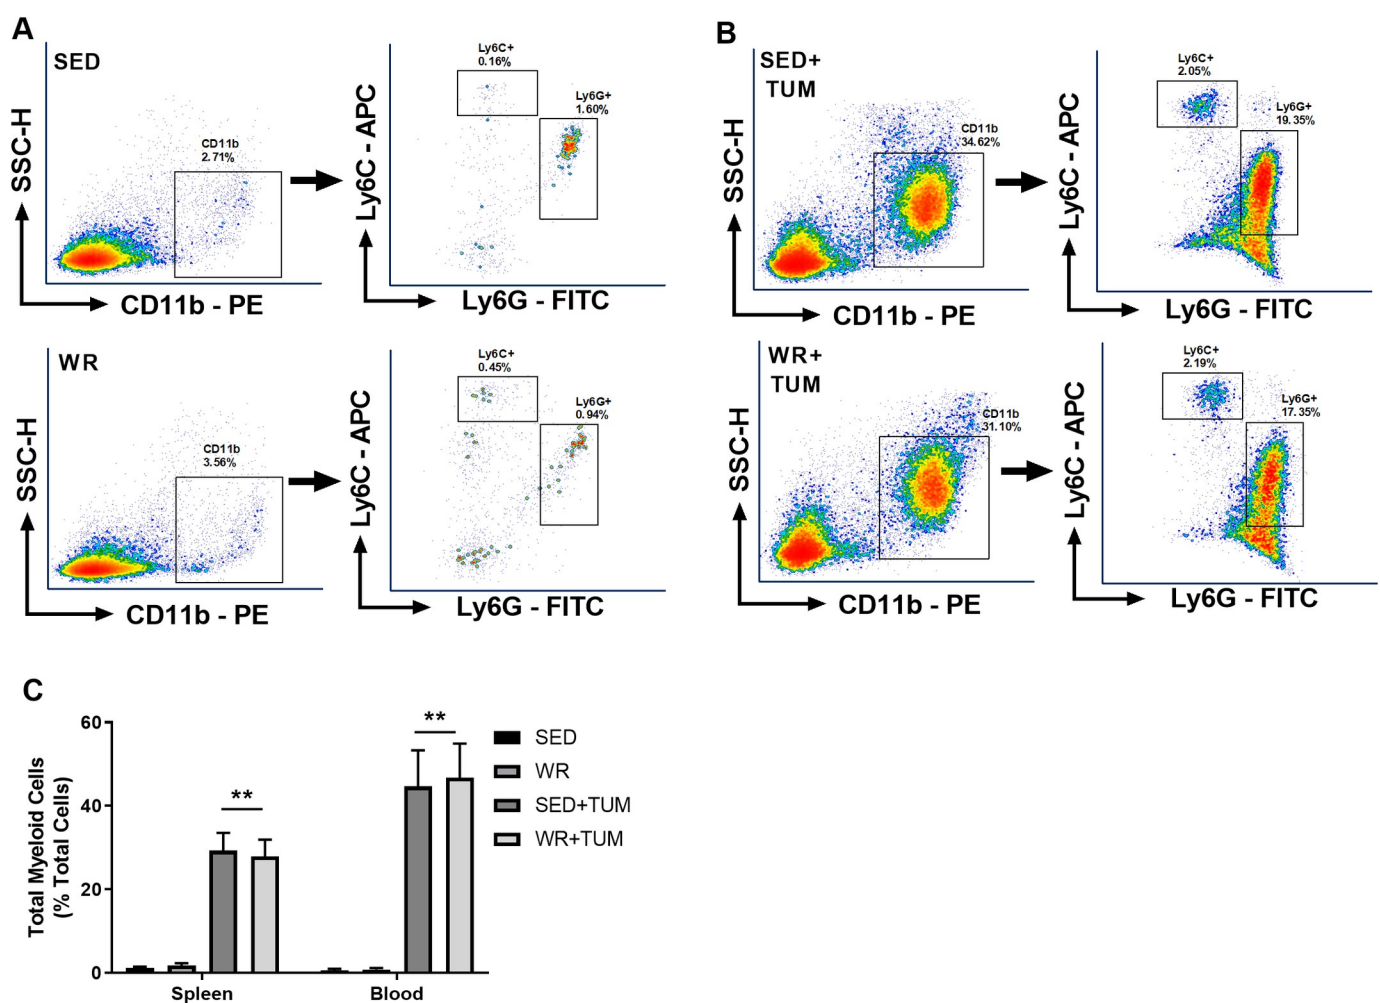 A
SED
SSC-H
CD11b
2.71%
CD11b - PE
Ly6C - APC
Ly6C+
0.16%
Ly6G+
1.60%
Ly6G - FITC
WR
SSC-H
CD11b
3.56%
CD11b - PE
Ly6C - APC
Ly6C+
0.45%
Ly6G+
0.94%
Ly6G - FITC
B
SED+
TUM
SSC-H
CD11b
34.62%
CD11b - PE
Ly6C - APC
Ly6C+
2.05%
Ly6G+
19.35%
Ly6G - FITC
WR+
TUM
SSC-H
CD11b
31.10%
CD11b - PE
Ly6C - APC
Ly6C+
2.19%
Ly6G+
17.35%
Ly6G - FITC
C
Total Myeloid Cells
(% Total Cells)
60
40
20
0
**
**
Spleen
Blood
SED
WR
SED+TUM
WR+TUM